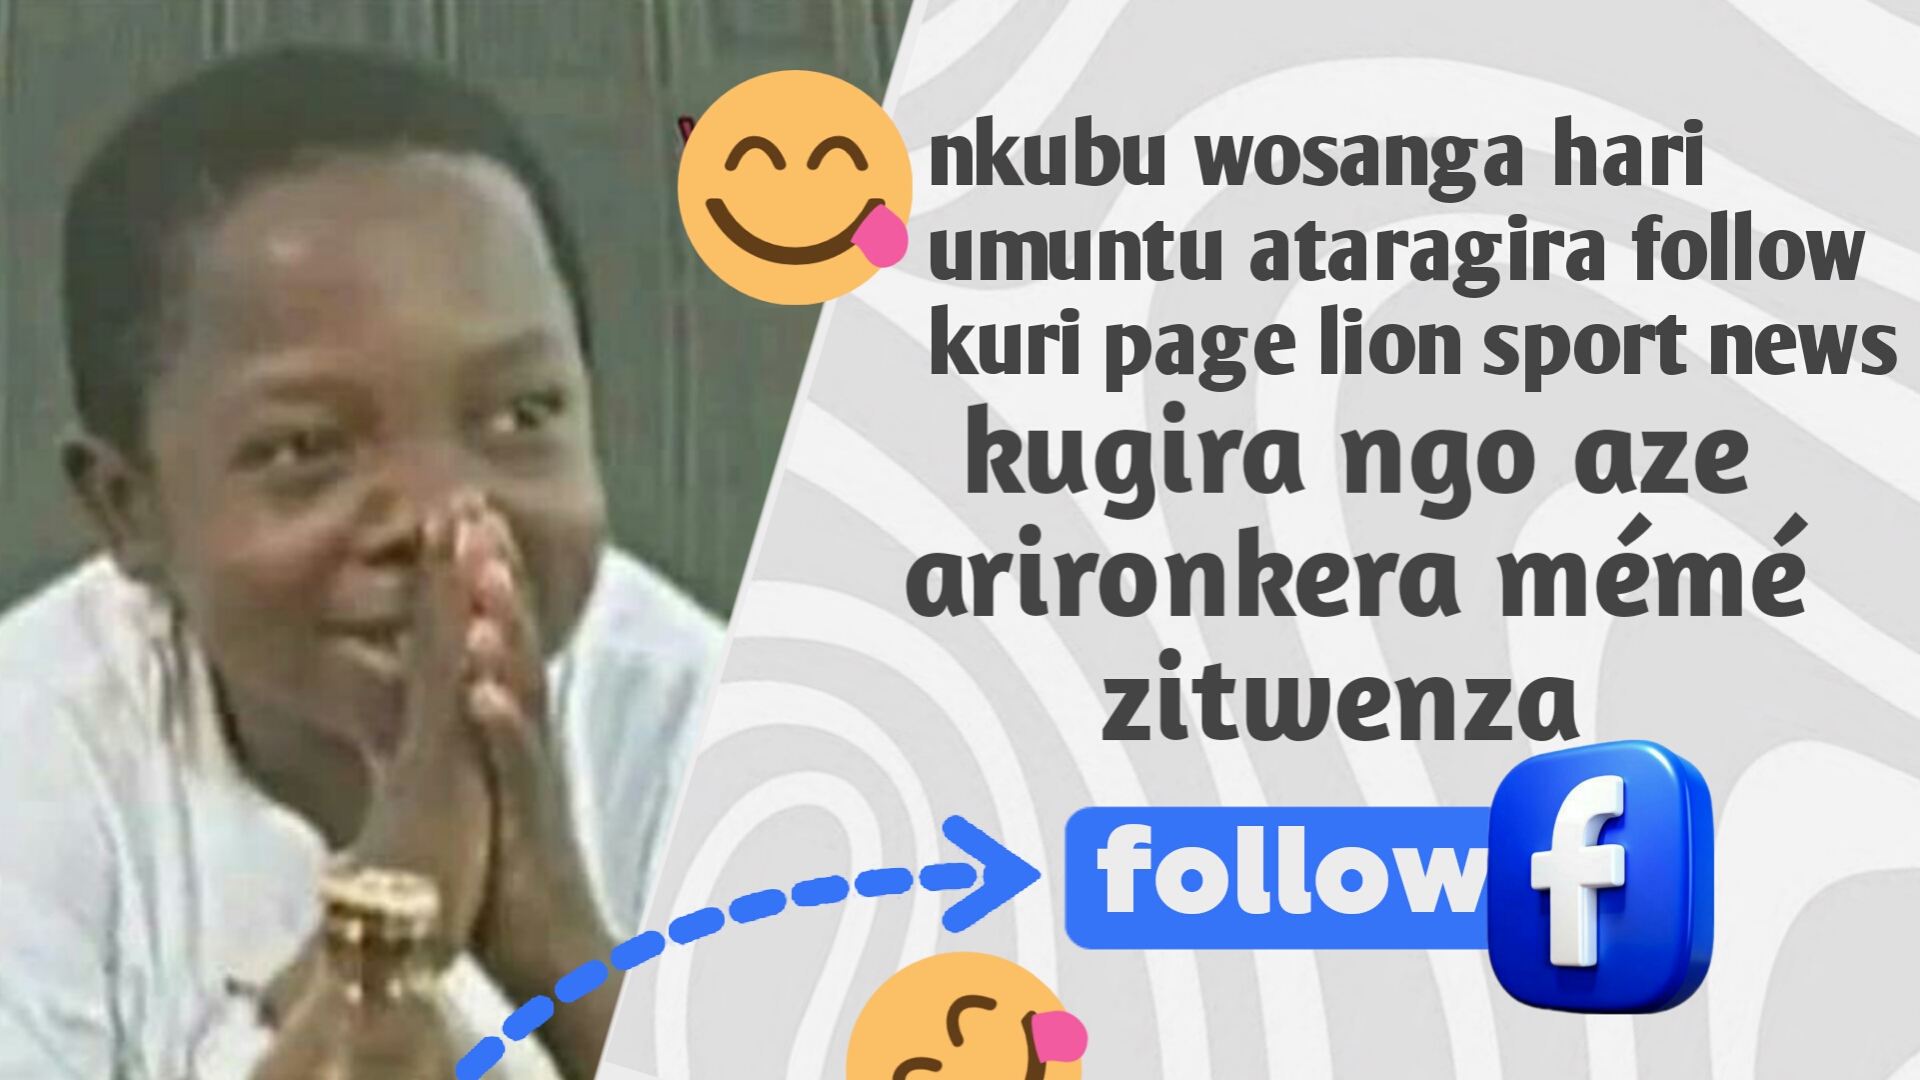 nkubu wosanga hari
umuntu ataragira follow
kuri page lion sport news
kugira ngo aze
arironkera mémé
zitwenza
follow
f